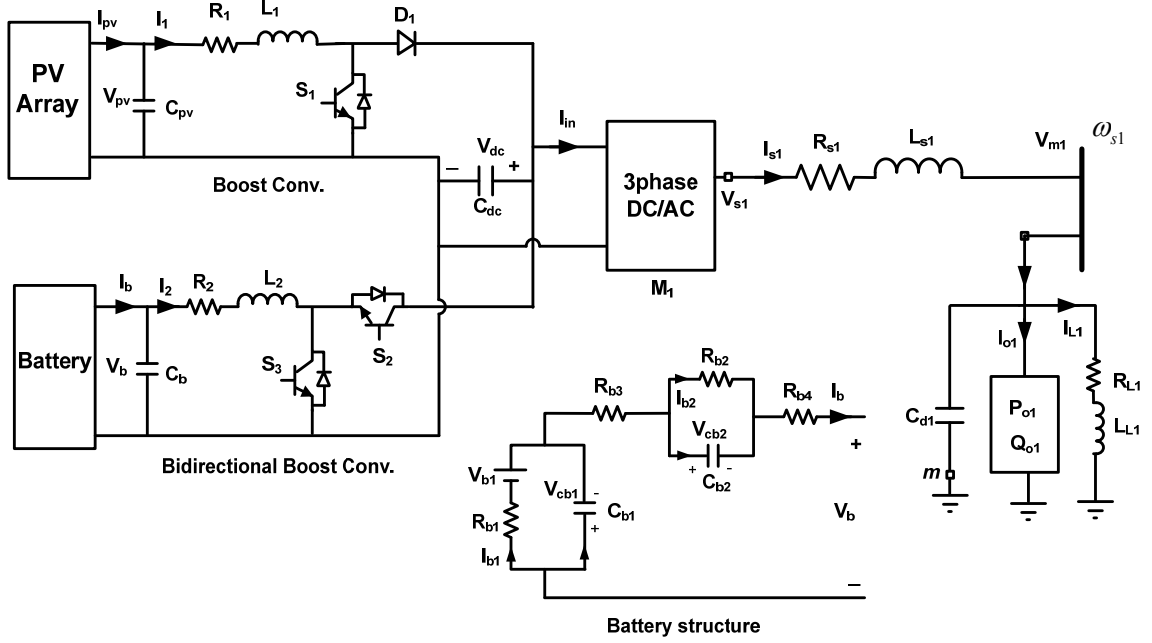 I_pv
I_1
R_1
L_1
D_1
PV
Array
V_pv
C_pv
S_1
Boost Conv.
V_dc
−
+
C_dc
I_in
3phase
DC/AC
M_1
V_s1
I_s1
R_s1
L_s1
V_m1
ω_s1
Battery
I_b
I_2
R_2
L_2
V_b
C_b
S_3
S_2
Bidirectional Boost Conv.
I_o1
I_L1
R_L1
L_L1
C_d1
m
P_o1
Q_o1
R_b3
R_b2
I_b2
V_cb2
+
-
C_b2
R_b4
I_b
+
V_b
−
V_b1
R_b1
I_b1
V_cb1
-
+
C_b1
Battery structure